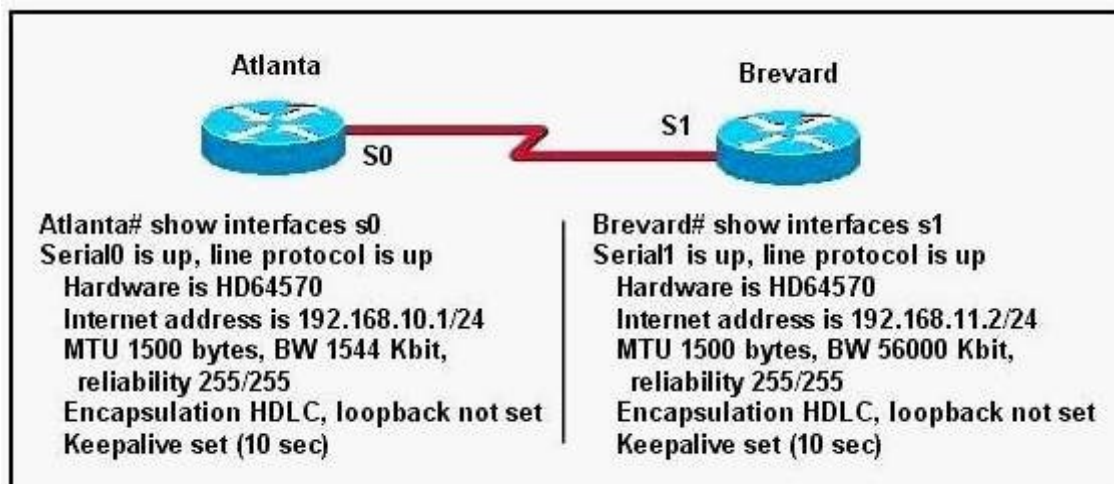 Atlanta
Brevard
S0
S1
Atlanta# show interfaces s0
Serial0 is up, line protocol is up
Hardware is HD64570
Internet address is 192.168.10.1/24
MTU 1500 bytes, BW 1544 Kbit,
reliability 255/255
Encapsulation HDLC, loopback not set
Keepalive set (10 sec)
Brevard# show interfaces s1
Serial1 is up, line protocol is up
Hardware is HD64570
Internet address is 192.168.11.2/24
MTU 1500 bytes, BW 56000 Kbit,
reliability 255/255
Encapsulation HDLC, loopback not set
Keepalive set (10 sec)